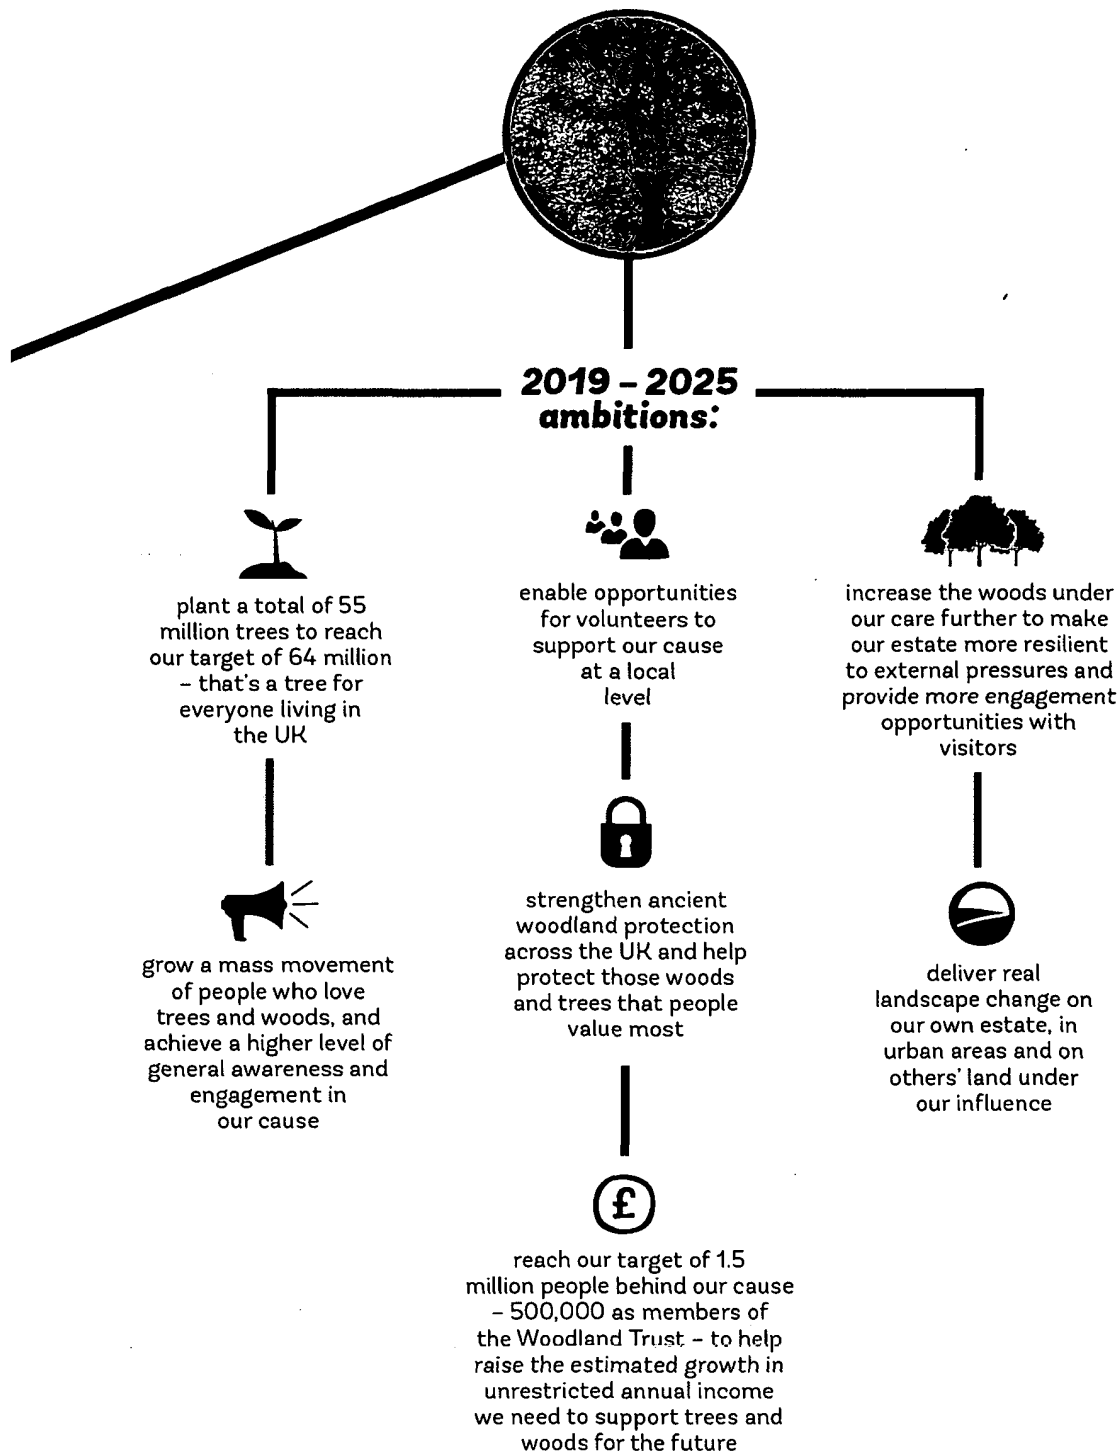 2019 – 2025
ambitions:
plant a total of 55
million trees to reach
our target of 64 million
– that's a tree for
everyone living in
the UK
grow a mass movement
of people who love
trees and woods, and
achieve a higher level of
general awareness and
engagement in
our cause
enable opportunities
for volunteers to
support our cause
at a local
level
strengthen ancient
woodland protection
across the UK and help
protect those woods
and trees that people
value most
£
reach our target of 1.5
million people behind our cause
– 500,000 as members of
the Woodland Trust – to help
raise the estimated growth in
unrestricted annual income
we need to support trees and
woods for the future
increase the woods under
our care further to make
our estate more resilient
to external pressures and
provide more engagement
opportunities with
visitors
deliver real
landscape change on
our own estate, in
urban areas and on
others' land under
our influence